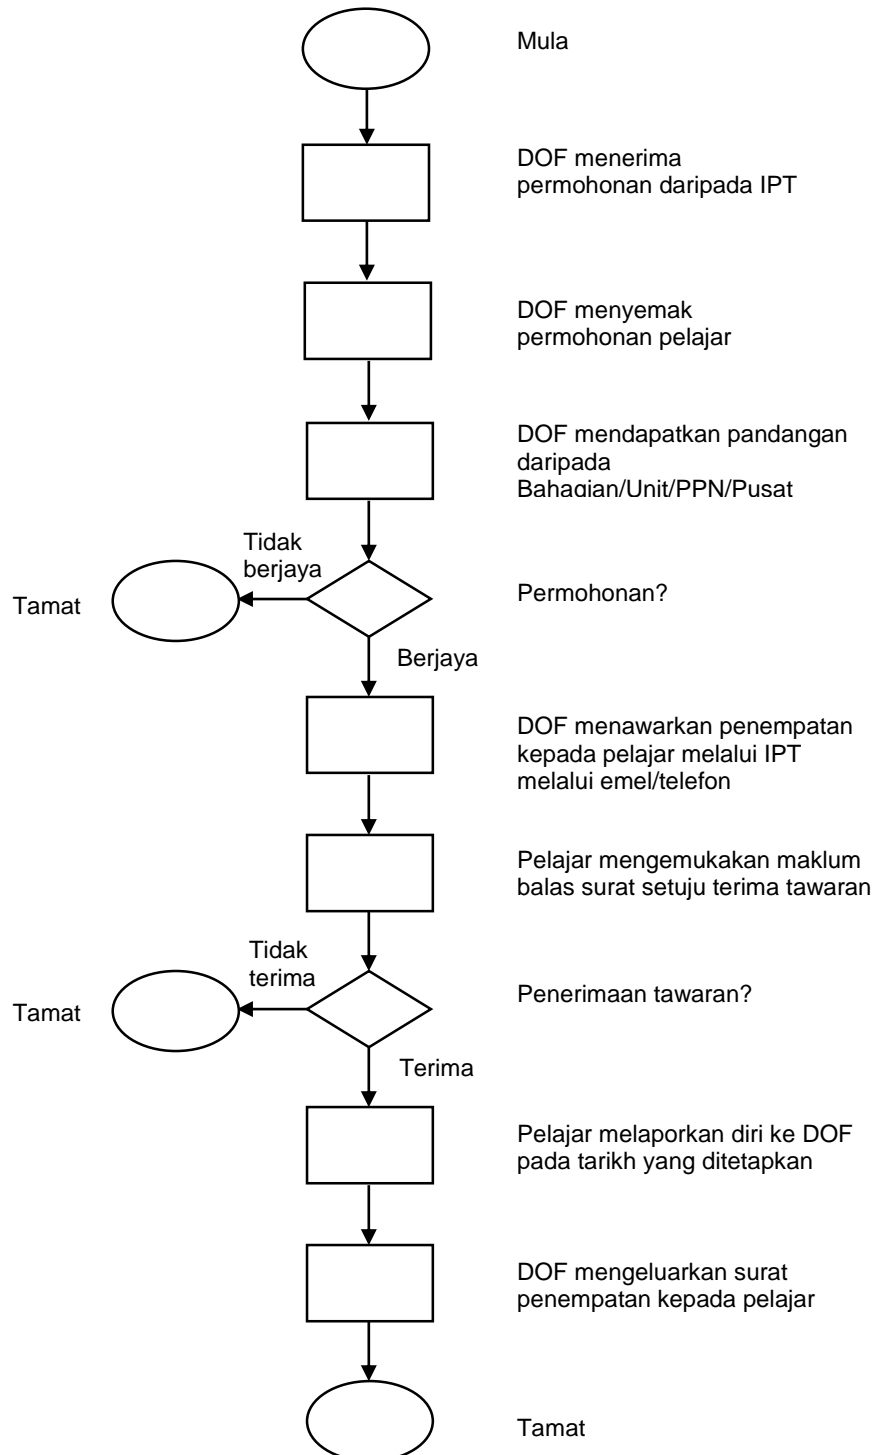 Mula
DOF menerima
permohonan daripada IPT
DOF menyemak
permohonan pelajar
DOF mendapatkan pandangan
daripada
Bahagian/Unit/PPN/Pusat
Tidak
berjaya
Tamat
Permohonan?
Berjaya
DOF menawarkan penempatan
kepada pelajar melalui IPT
melalui emel/telefon
Pelajar mengemukakan maklum
balas surat setuju terima tawaran
Tidak
terima
Tamat
Penerimaan tawaran?
Terima
Pelajar melaporkan diri ke DOF
pada tarikh yang ditetapkan
DOF mengeluarkan surat
penempatan kepada pelajar
Tamat